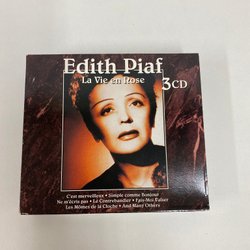 Edith Piaf
La Vie en Rose
3CD
C'est merveilleux • Simple comme Bonjour
Ne m'écris pas • Le Contrebandier • Fais-Moi Valser
Les Mômes de la Cloche • And Many Others